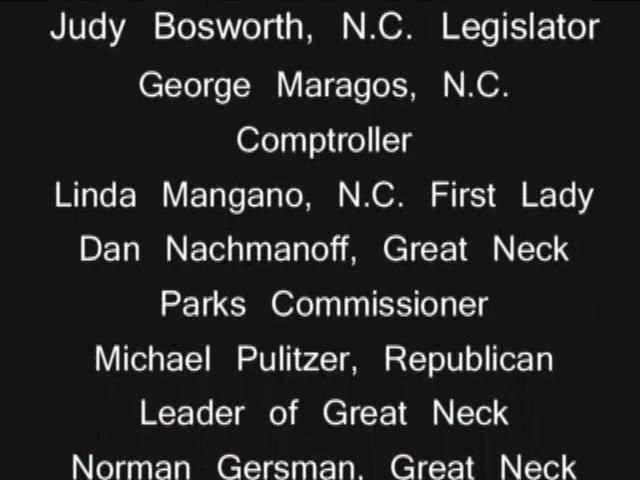 Judy Bosworth, N.C. Legislator
George Maragos, N.C.
Comptroller
Linda Mangano, N.C. First Lady
Dan Nachmanoff, Great Neck
Parks Commissioner
Michael Pulitzer, Republican
Leader of Great Neck
Norman Gersman, Great Neck